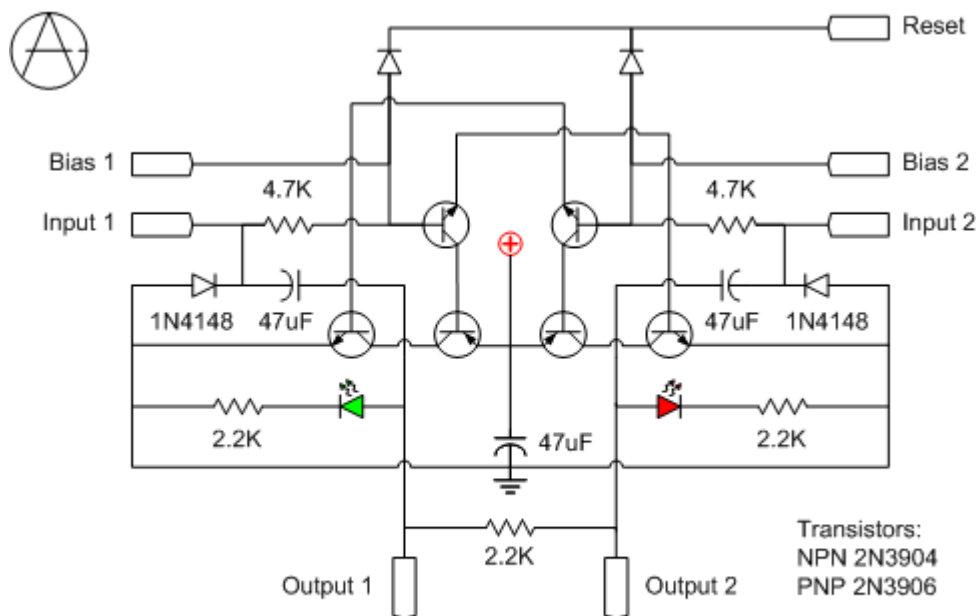 A
Reset
Bias 1
Bias 2
4.7K
4.7K
Input 1
Input 2
1N4148
47uF
47uF
1N4148
2.2K
47uF
2.2K
2.2K
Output 1
Output 2
Transistors:
NPN 2N3904
PNP 2N3906